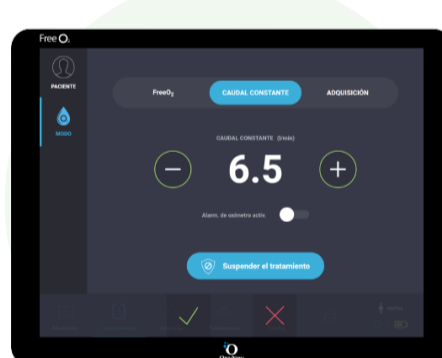 Free O₂
PACIENTE
FreeO₂
CAUDAL CONSTANTE
ADQUISICIÓN
MODO
CAUDAL CONSTANTE (l/min)
6.5
Alarm. de oxímetro activ.
Suspender el tratamiento